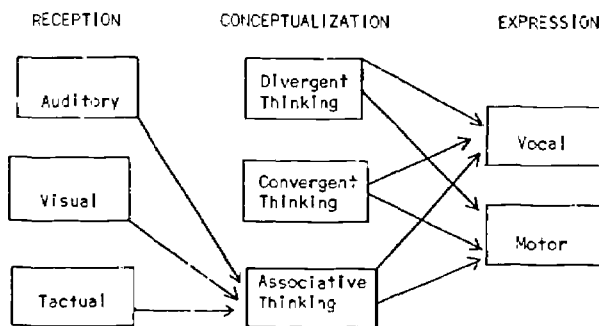 RECEPTION CONCEPTUALIZATION EXPRESSION
Auditory
Visual
Tactual
Divergent
Thinking
Convergent
Thinking
Associative
Thinking
Vocal
Motor